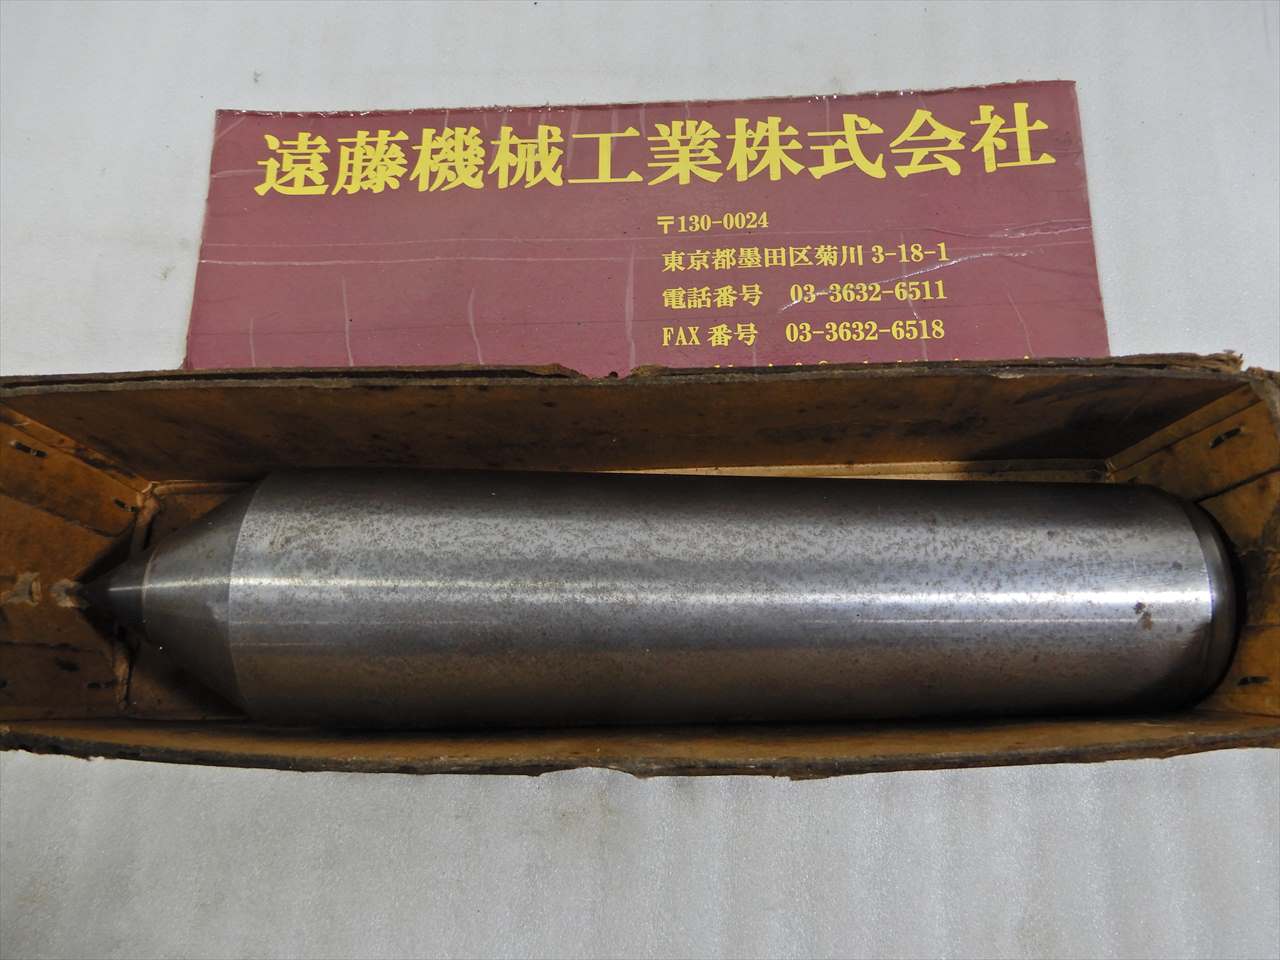 遠藤機械工業株式会社
〒130-0024
東京都墨田区菊川 3-18-1
電話番号 03-3632-6511
FAX 番号 03-3632-6518